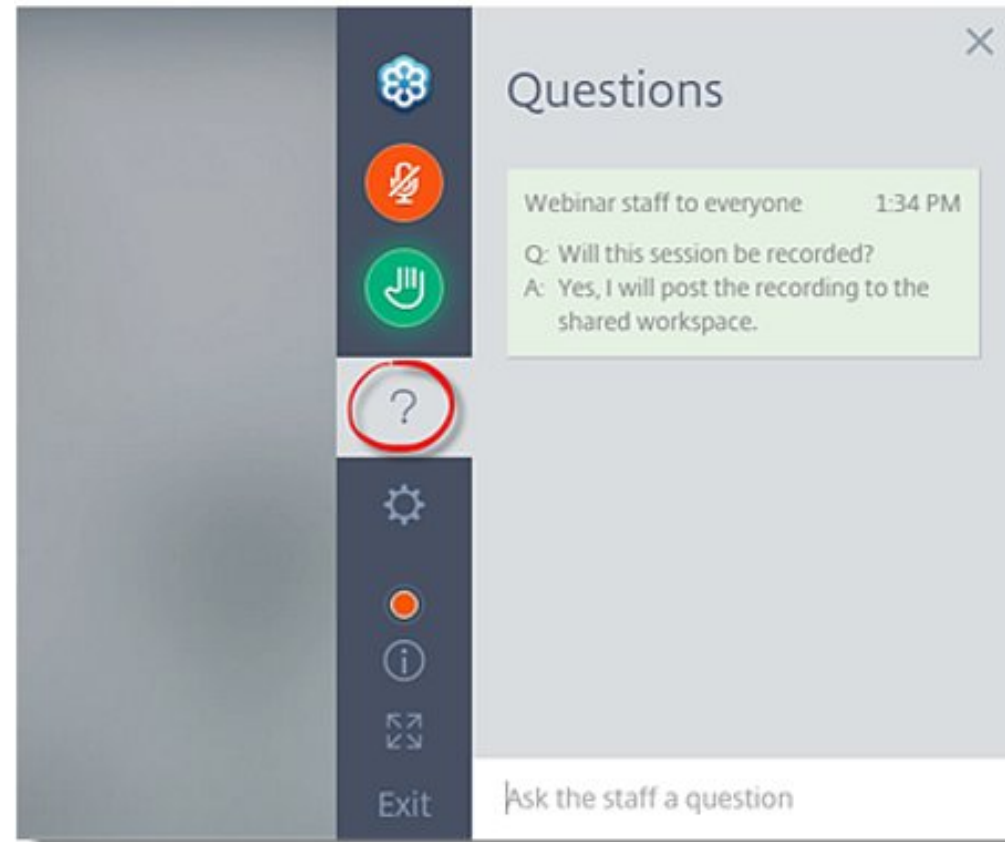 Questions
Webinar staff to everyone 1:34 PM
Q: Will this session be recorded?
A: Yes, I will post the recording to the
shared workspace.
?
Exit
Ask the staff a question